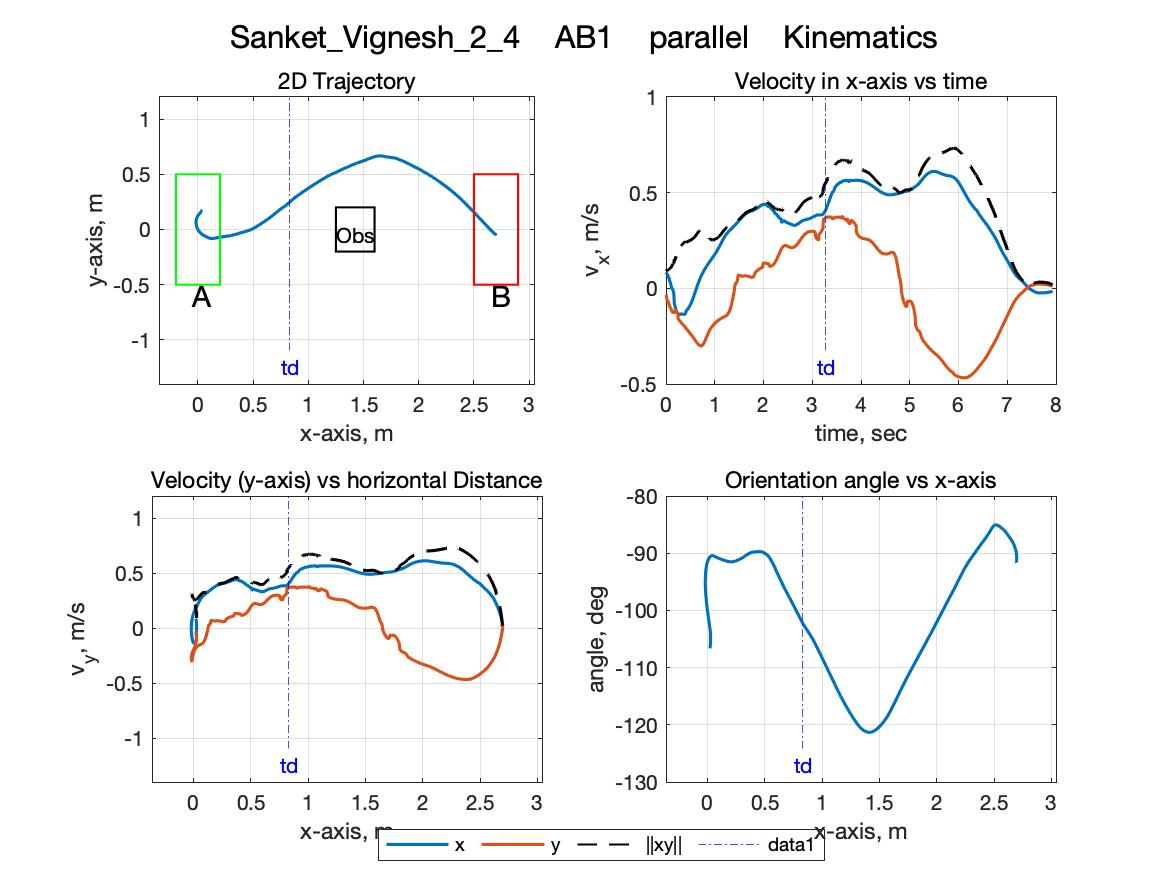 Sanket_Vignesh_2_4 AB1 parallel Kinematics
2D Trajectory
1
0.5
0
-0.5
-1
y-axis, m
A
Obs
B
td
0 0.5 1 1.5 2 2.5 3
x-axis, m
Velocity in x-axis vs time
1
0.5
0
-0.5
v_x, m/s
td
0 1 2 3 4 5 6 7 8
time, sec
Velocity (y-axis) vs horizontal Distance
1
0.5
0
-0.5
-1
v_y, m/s
td
0 0.5 1 1.5 2 2.5 3
x-axis, m
Orientation angle vs x-axis
-80
-90
-100
-110
-120
-130
angle, deg
td
0 0.5 1 1.5 2 2.5 3
x-axis, m
x y ||xy|| data1